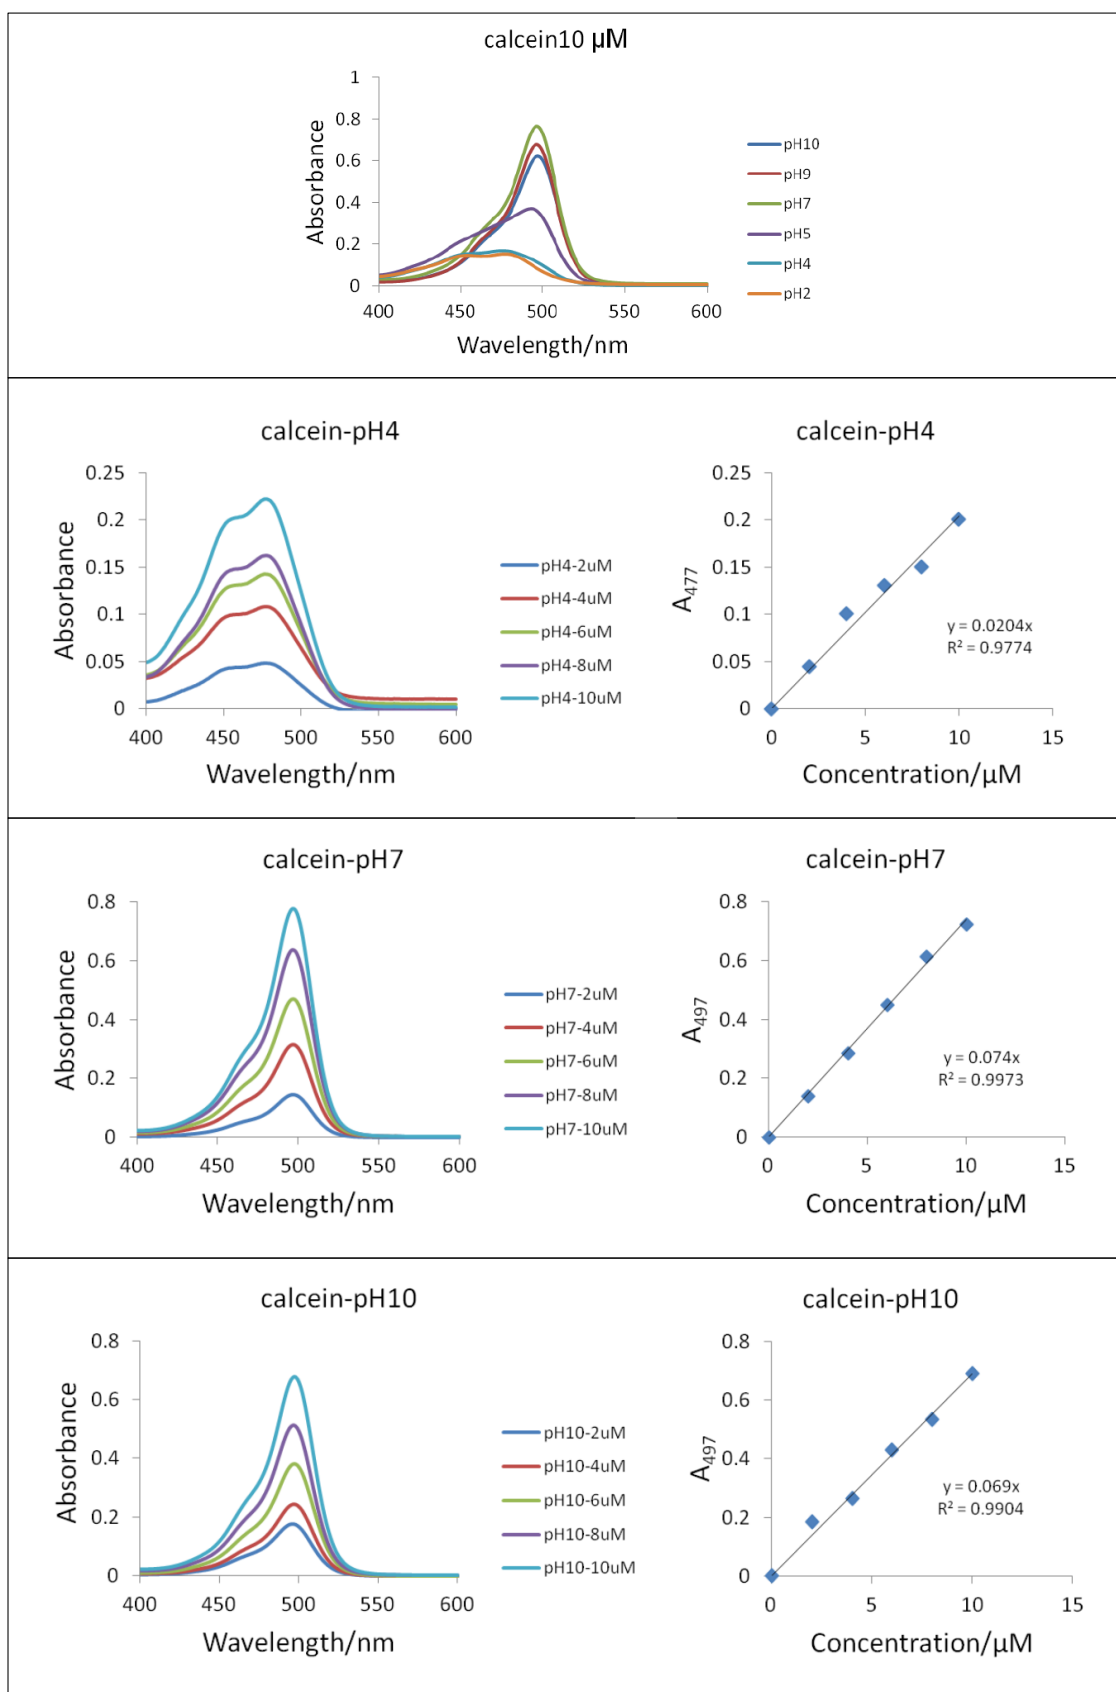 calcein10 µM
Absorbance
1
0.8
0.6
0.4
0.2
0
400 450 500 550 600
Wavelength/nm
pH10
pH9
pH7
pH5
pH4
pH2
calcein-pH4
Absorbance
0.25
0.2
0.15
0.1
0.05
0
400 450 500 550 600
Wavelength/nm
pH4-2uM
pH4-4uM
pH4-6uM
pH4-8uM
pH4-10uM
calcein-pH4
A477
0.25
0.2
0.15
0.1
0.05
0
y = 0.0204x
R² = 0.9774
0 5 10 15
Concentration/µM
calcein-pH7
Absorbance
0.8
0.6
0.4
0.2
0
400 450 500 550 600
Wavelength/nm
pH7-2uM
pH7-4uM
pH7-6uM
pH7-8uM
pH7-10uM
calcein-pH7
A497
0.8
0.6
0.4
0.2
0
y = 0.074x
R² = 0.9973
0 5 10 15
Concentration/µM
calcein-pH10
Absorbance
0.8
0.6
0.4
0.2
0
400 450 500 550 600
Wavelength/nm
pH10-2uM
pH10-4uM
pH10-6uM
pH10-8uM
pH10-10uM
calcein-pH10
A497
0.8
0.6
0.4
0.2
0
y = 0.069x
R² = 0.9904
0 5 10 15
Concentration/µM